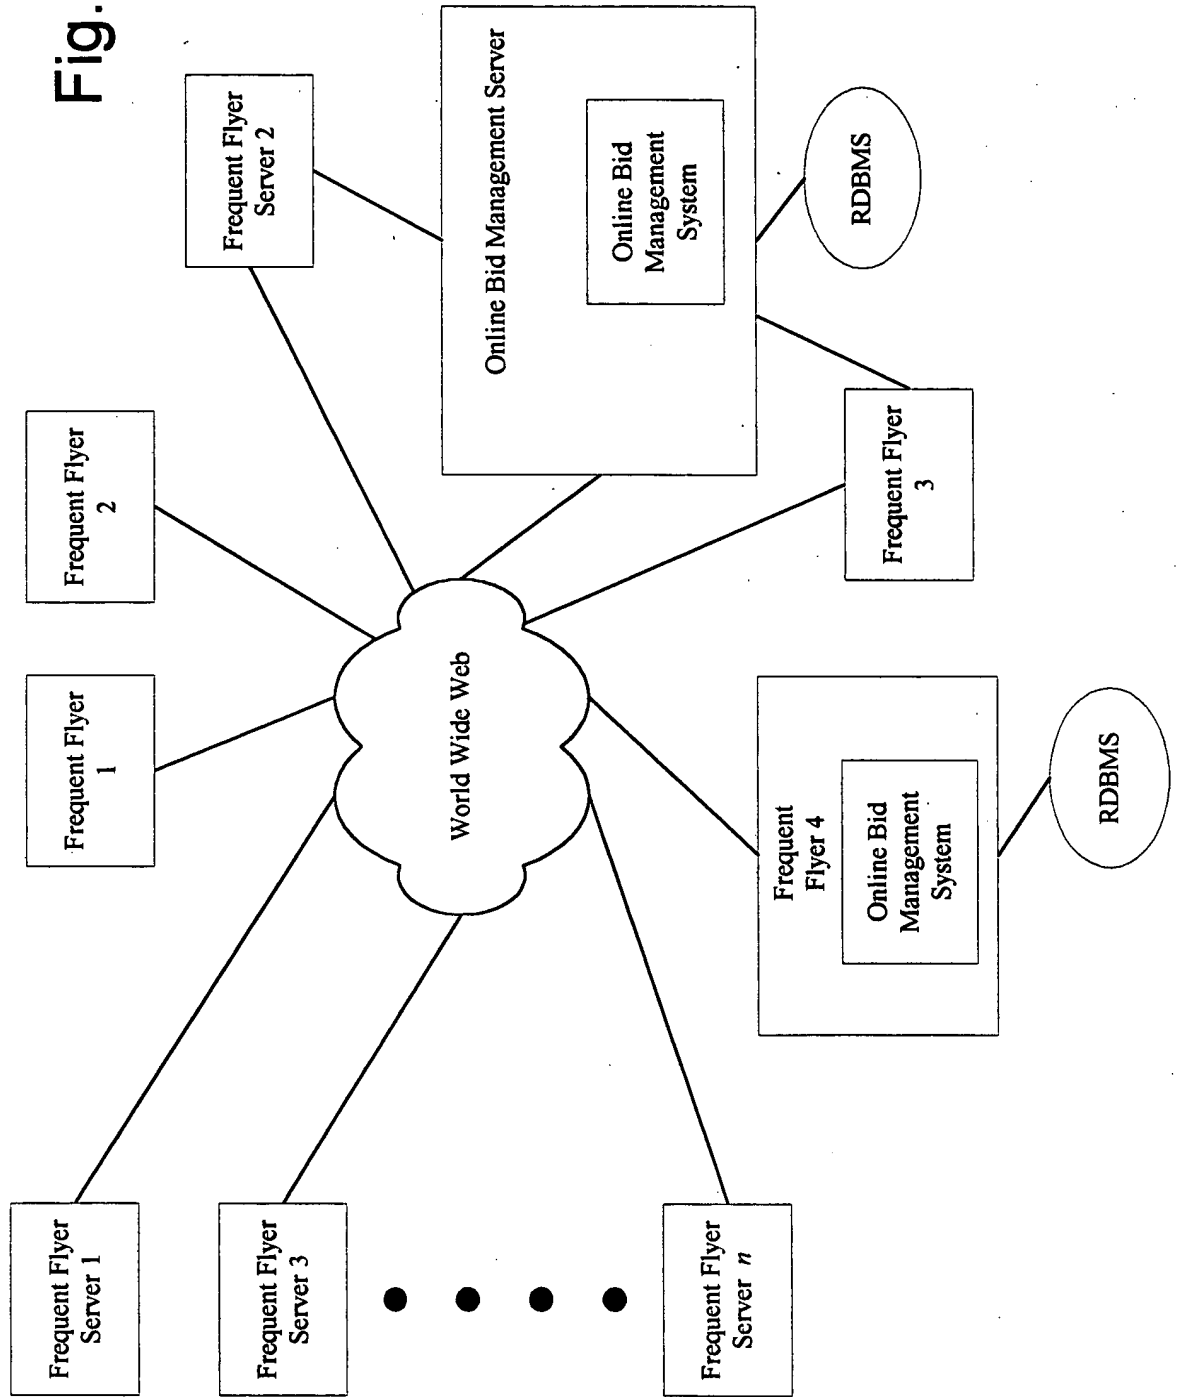 Fig.
Frequent Flyer
Server 1
Frequent Flyer
1
Frequent Flyer
2
Frequent Flyer
Server 2
Frequent Flyer
Server 3
World Wide Web
Online Bid Management Server
Online Bid
Management
System
Frequent Flyer
Server n
Frequent
Flyer 4
Online Bid
Management
System
Frequent Flyer
3
RDBMS
RDBMS